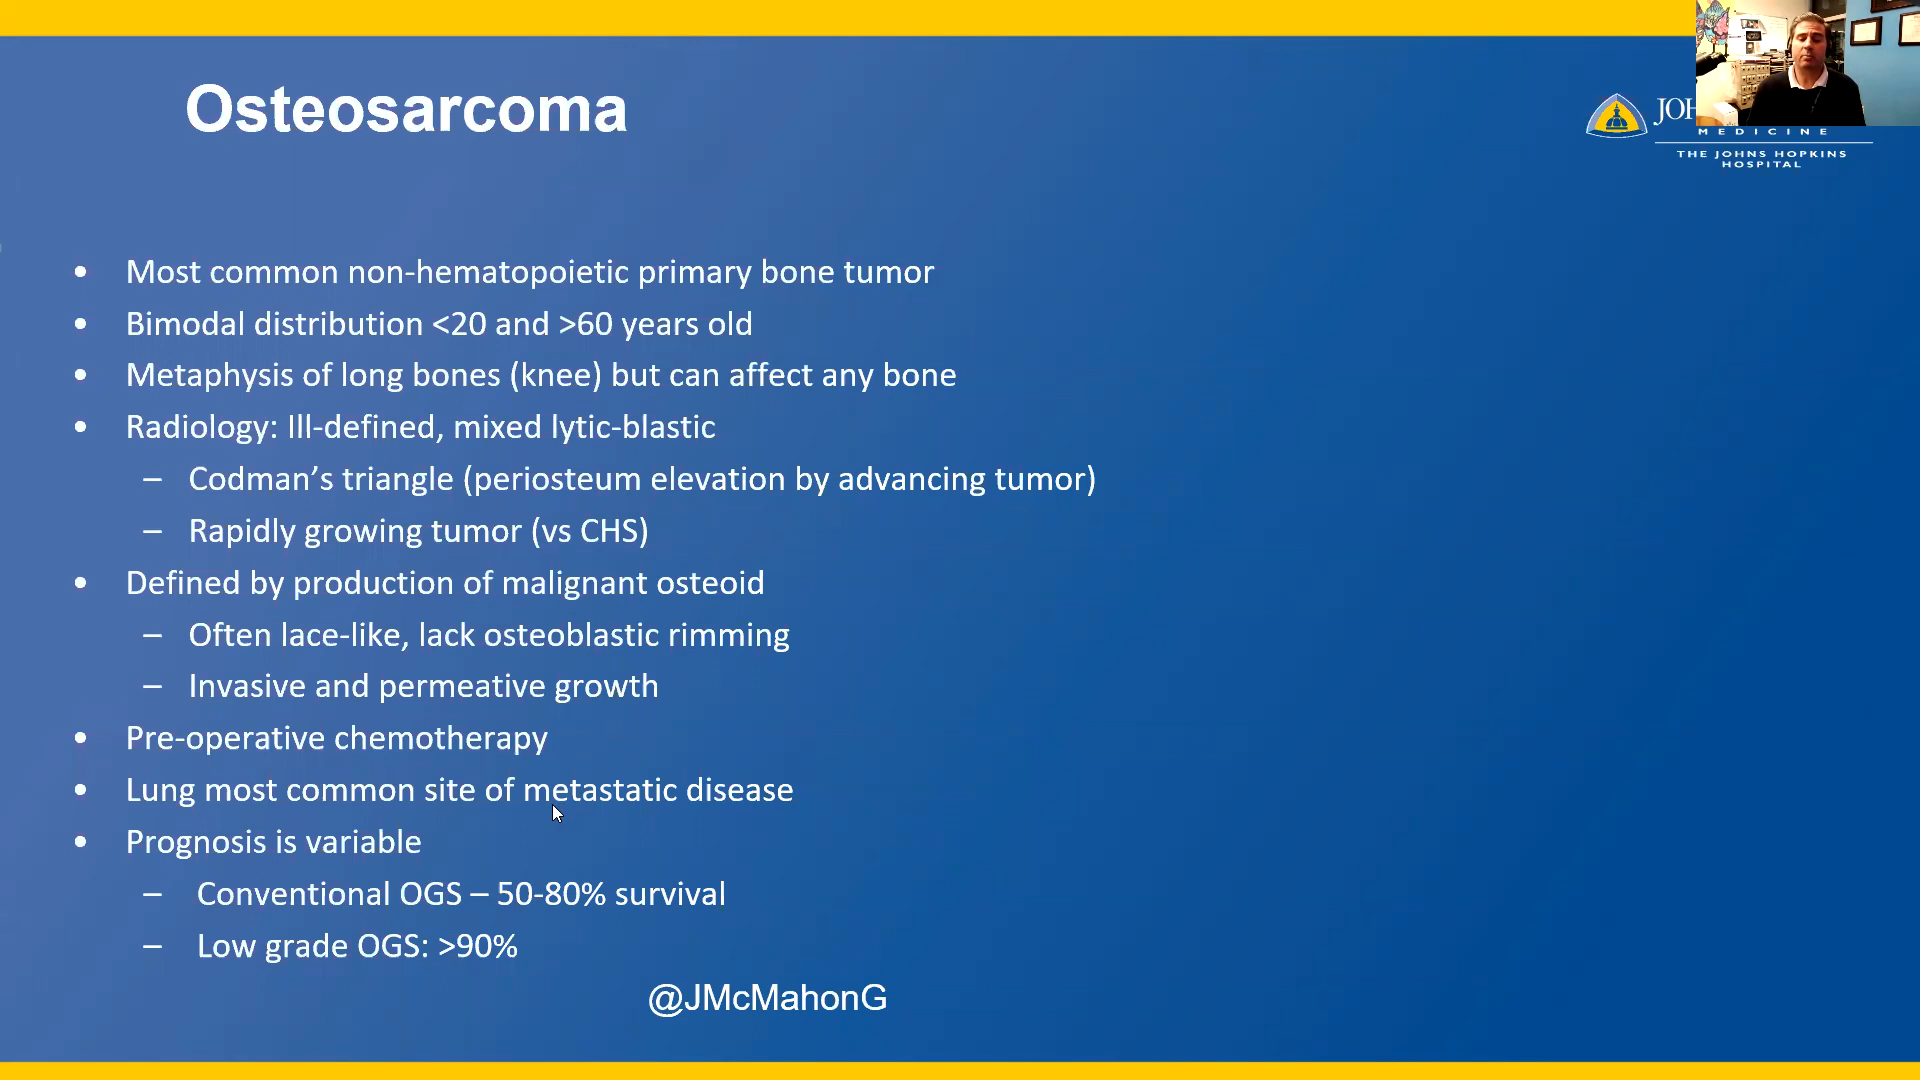 Osteosarcoma
MEDICINE
THE JOHNS HOPKINS
HOSPITAL
• Most common non-hematopoietic primary bone tumor
• Bimodal distribution <20 and >60 years old
• Metaphysis of long bones (knee) but can affect any bone
• Radiology: Ill-defined, mixed lytic-blastic
– Codman’s triangle (periosteum elevation by advancing tumor)
– Rapidly growing tumor (vs CHS)
• Defined by production of malignant osteoid
– Often lace-like, lack osteoblastic rimming
– Invasive and permeative growth
• Pre-operative chemotherapy
• Lung most common site of metastatic disease
• Prognosis is variable
– Conventional OGS – 50-80% survival
– Low grade OGS: >90%
@JMcMahonG